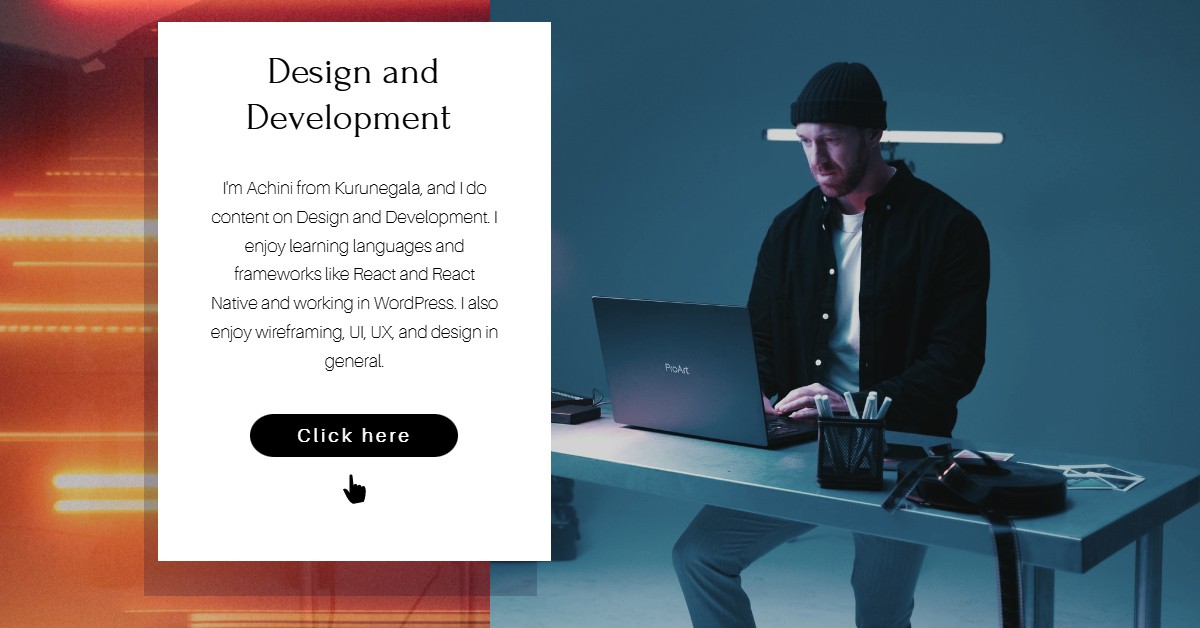 Design and
Development
I'm Achini from Kurunegala, and I do
content on Design and Development. I
enjoy learning languages and
frameworks like React and React
Native and working in WordPress. I also
enjoy wireframing, UI, UX, and design in
general.
Click here
ProArt